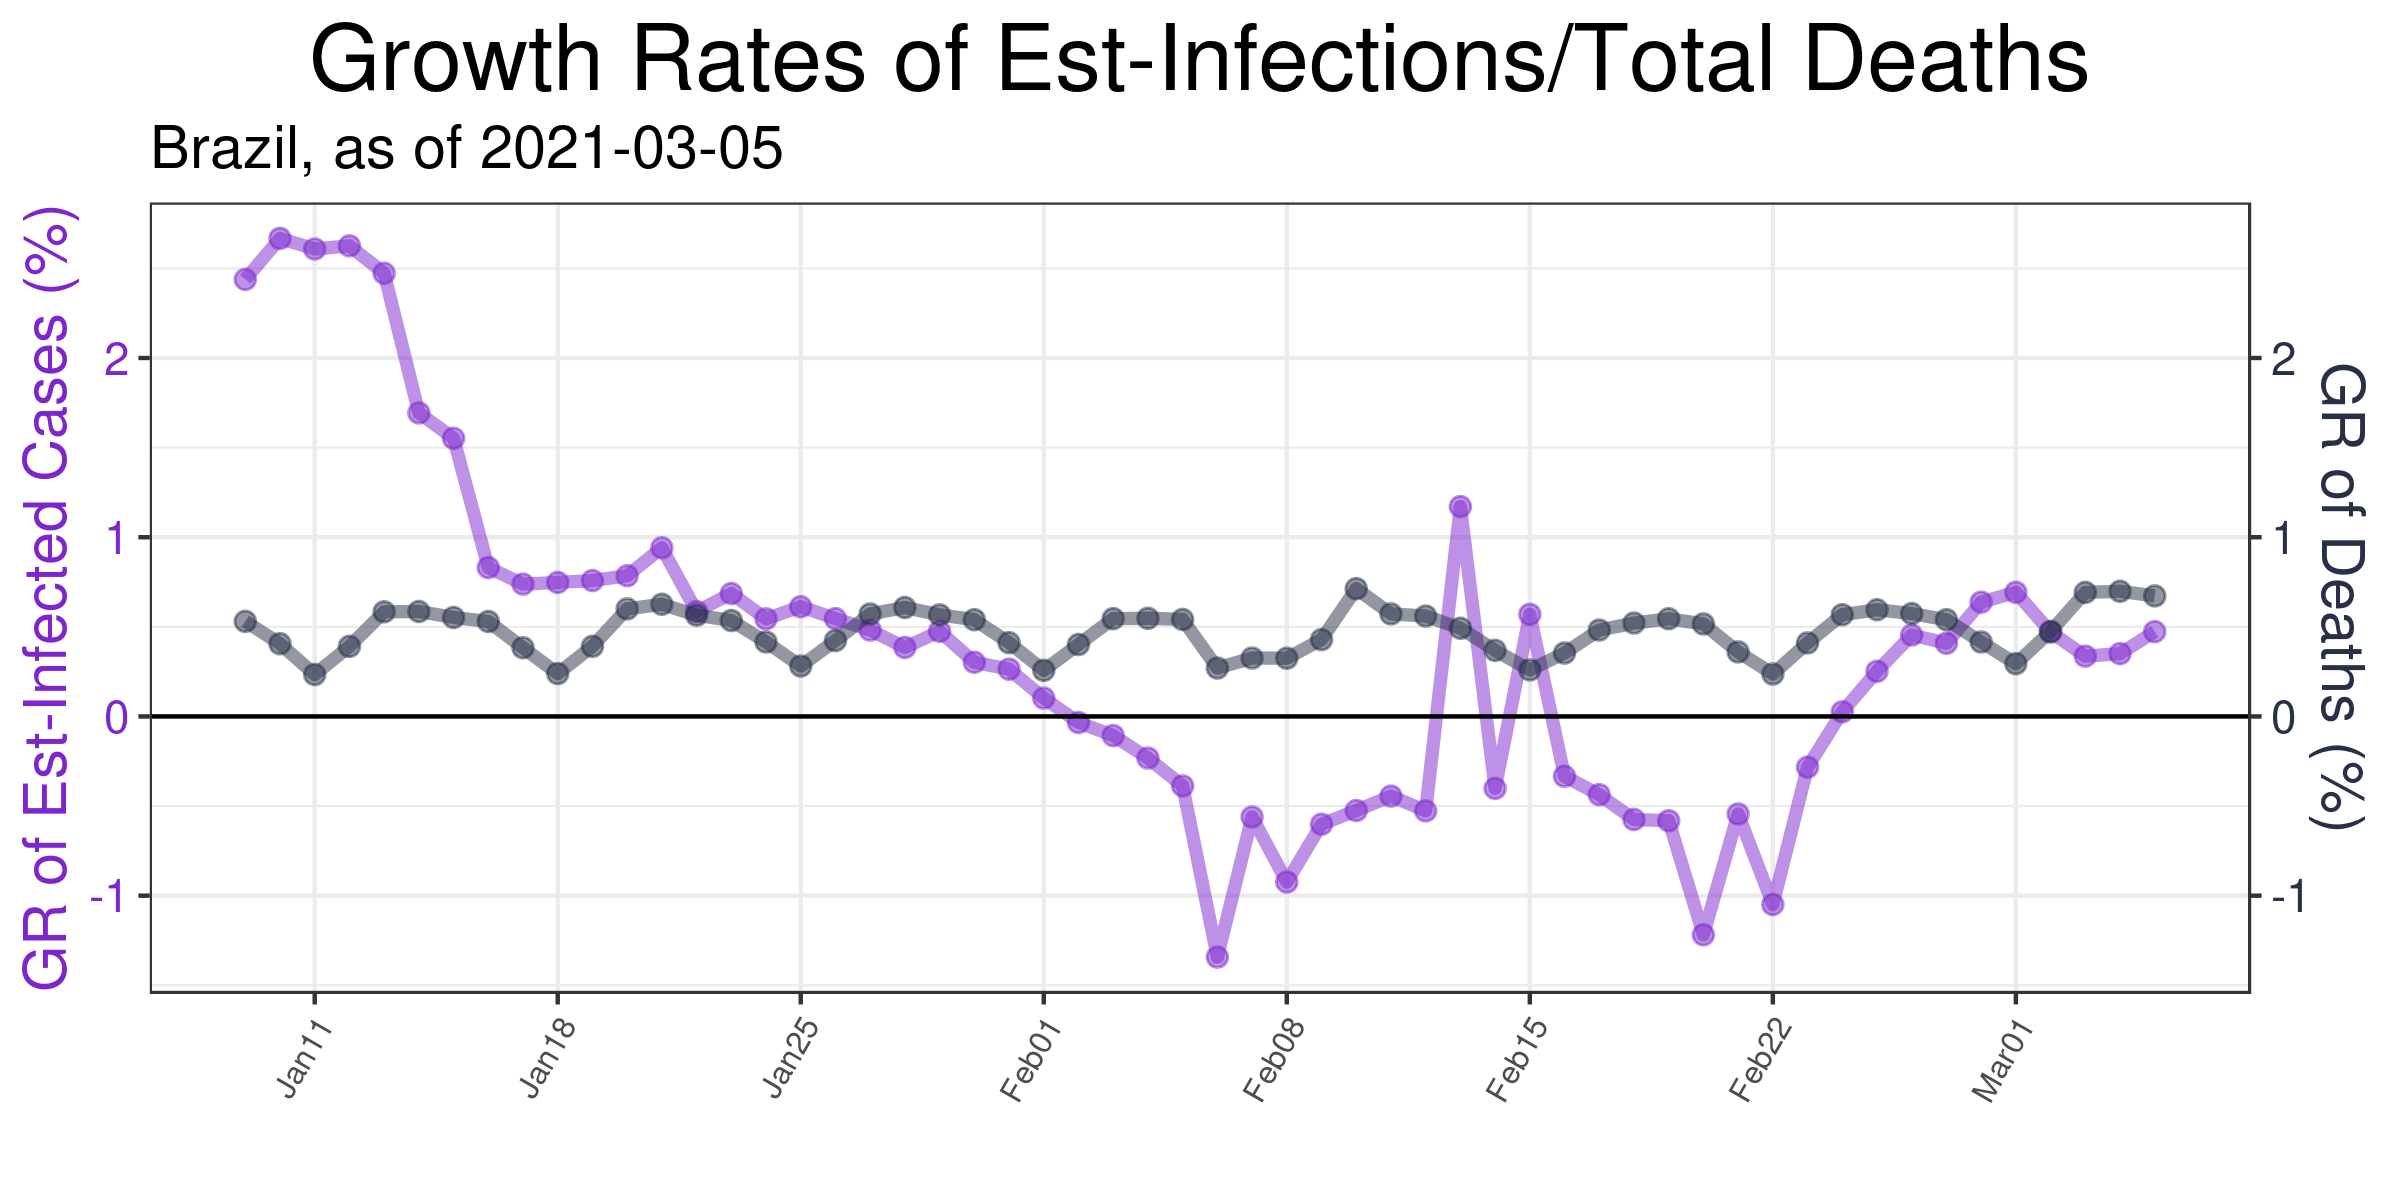 Growth Rates of Est-Infections/Total Deaths
Brazil, as of 2021-03-05
GR of Est-Infected Cases (%)
2
1
0
-1
2
1
0
-1
GR of Deaths (%)
Jan11
Jan18
Jan25
Feb01
Feb08
Feb15
Feb22
Mar01